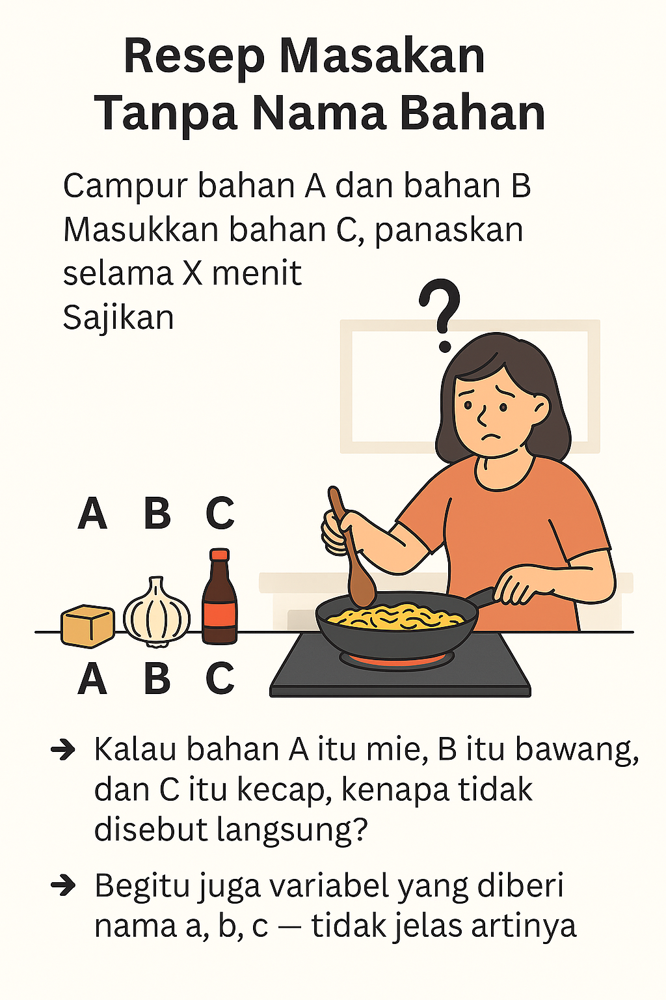 Resep Masakan
Tanpa Nama Bahan
Campur bahan A dan bahan B
Masukkan bahan C, panaskan
selama X menit
Sajikan
?
A B C
A B C
➔ Kalau bahan A itu mie, B itu bawang,
dan C itu kecap, kenapa tidak
disebut langsung?
➔ Begitu juga variabel yang diberi
nama a, b, c — tidak jelas artinya